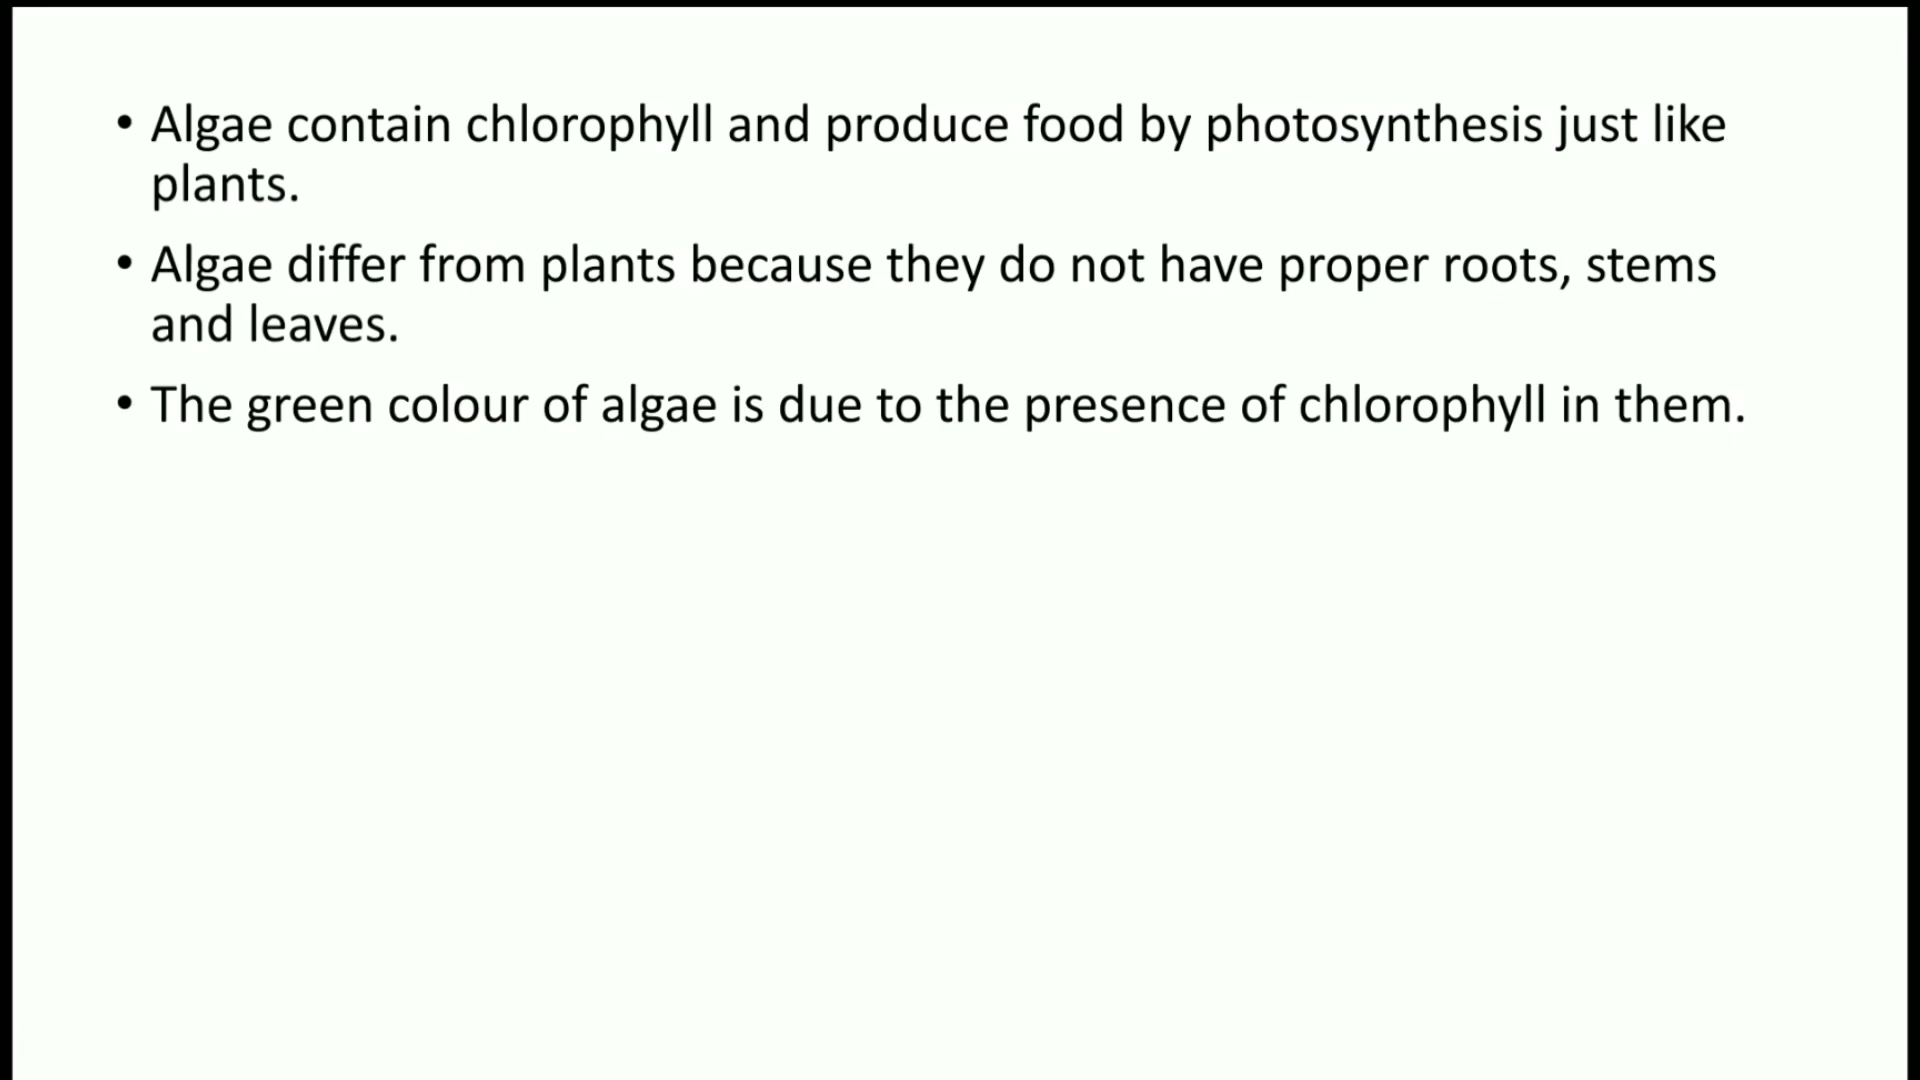 • Algae contain chlorophyll and produce food by photosynthesis just like
plants.
• Algae differ from plants because they do not have proper roots, stems
and leaves.
• The green colour of algae is due to the presence of chlorophyll in them.